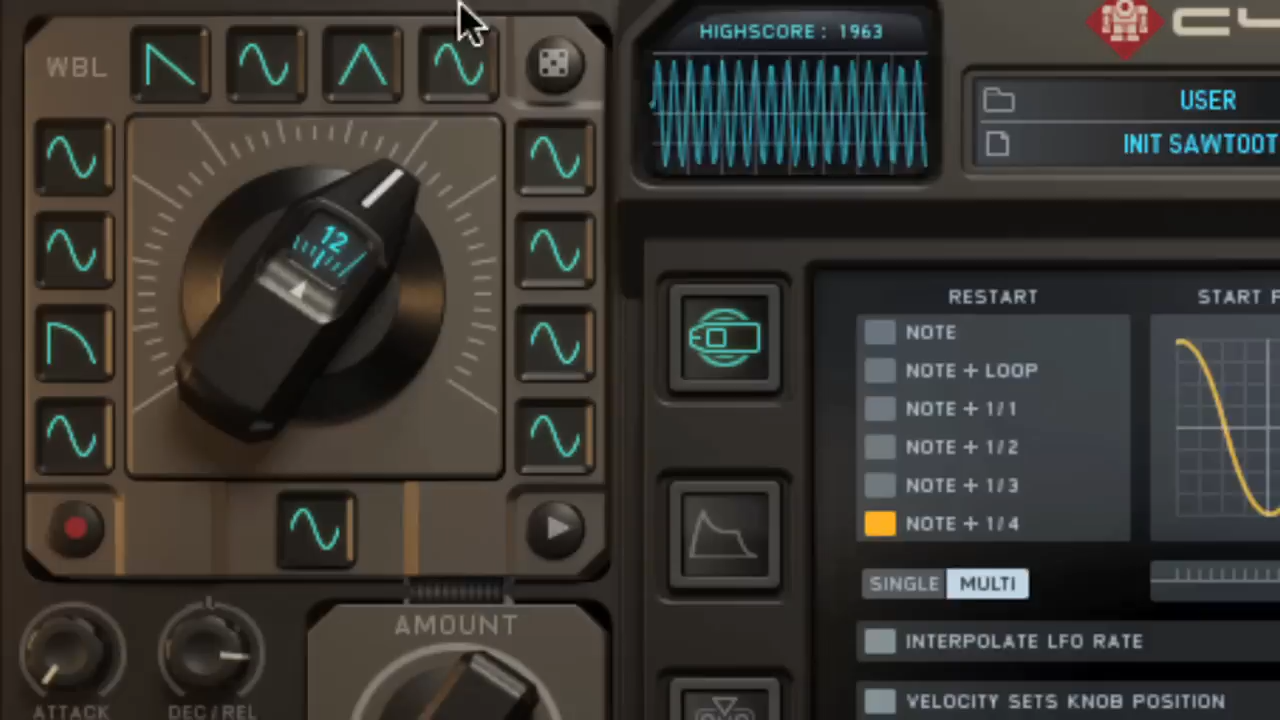 WBL
12
HIGHSCORE : 1963
USER
INIT SAWTOOT
RESTART
START
NOTE
NOTE + LOOP
NOTE + 1/1
NOTE + 1/2
NOTE + 1/3
NOTE + 1/4
SINGLE MULTI
INTERPOLATE LFO RATE
VELOCITY SETS KNOB POSITION
AMOUNT
ATTACK
DEC/REL